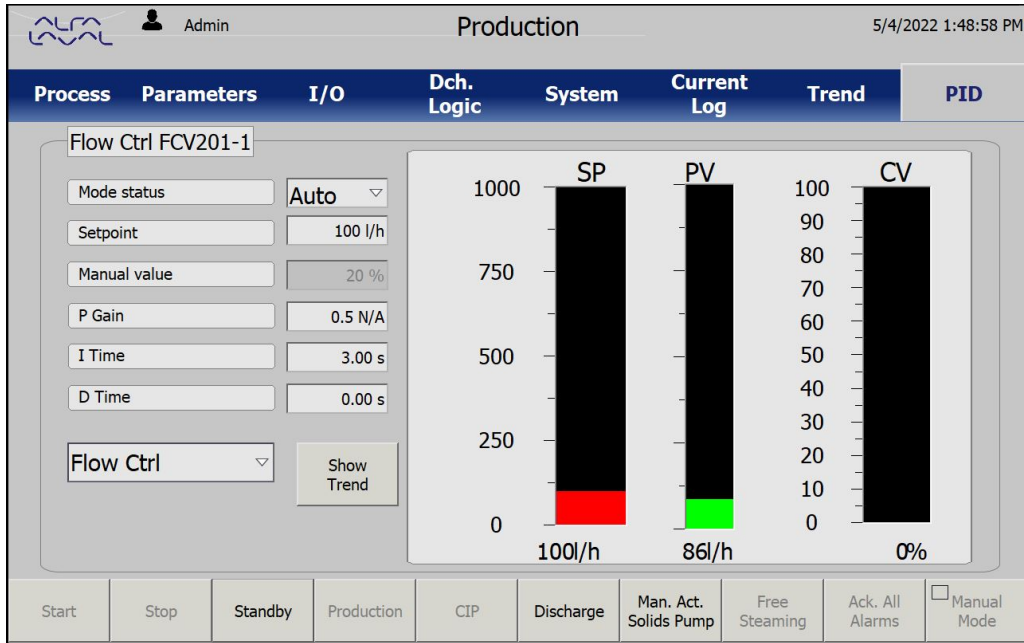 ALFA
LAVAL
Admin
Production
5/4/2022 1:48:58 PM
Process
Parameters
I/O
Dch.
Logic
System
Current
Log
Trend
PID
Flow Ctrl FCV201-1
Mode status
Auto
Setpoint
100 l/h
Manual value
20 %
P Gain
0.5 N/A
I Time
3.00 s
D Time
0.00 s
Flow Ctrl
Show
Trend
SP
PV
CV
1000
750
500
250
0
100
90
80
70
60
50
40
30
20
10
0
100l/h
86l/h
0%
Start
Stop
Standby
Production
CIP
Discharge
Man. Act.
Solids Pump
Free
Steaming
Ack. All
Alarms
Manual
Mode